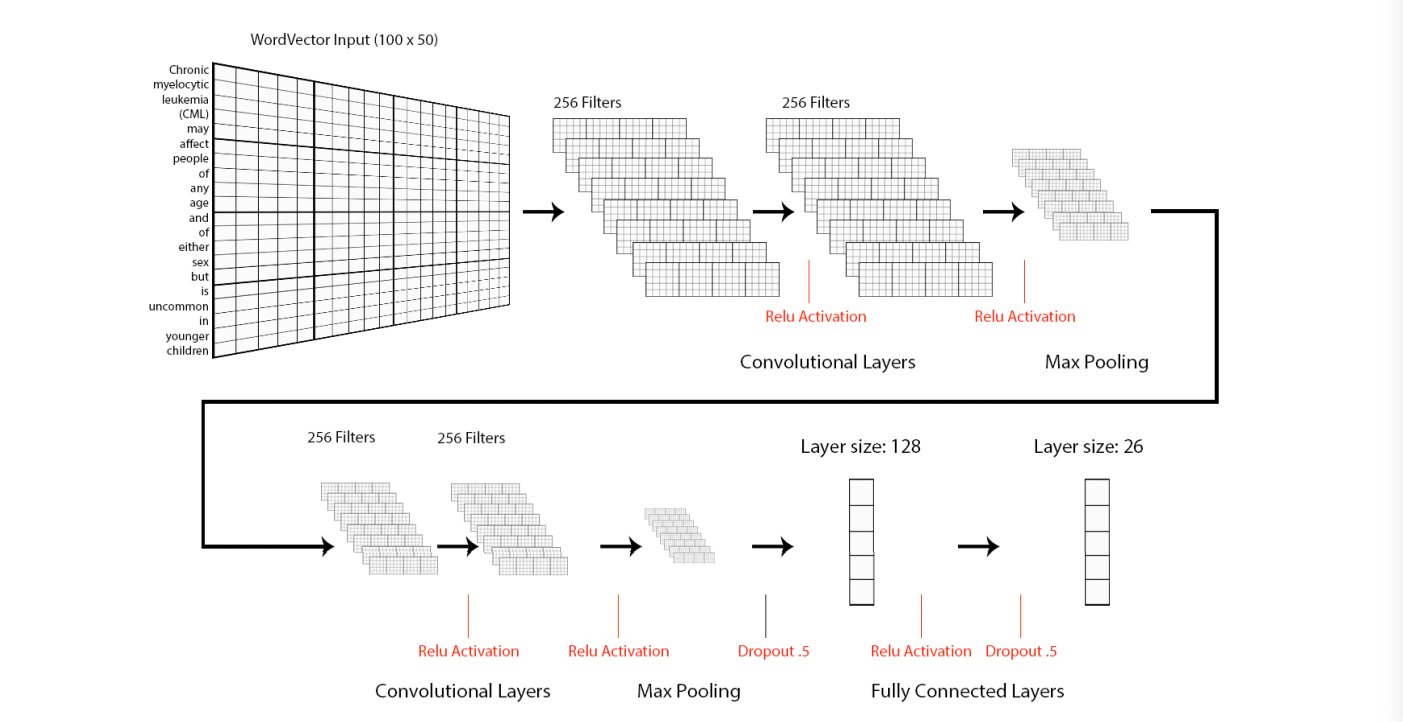 WordVector Input (100 x 50)
Chronic
myelocytic
leukemia
(CML)
may
affect
people
of
any
age
and
of
either
sex
but
is
uncommon
in
younger
children
256 Filters
256 Filters
Relu Activation
Relu Activation
Convolutional Layers
Max Pooling
256 Filters
256 Filters
Layer size: 128
Layer size: 26
Relu Activation
Relu Activation
Dropout .5
Relu Activation
Dropout .5
Convolutional Layers
Max Pooling
Fully Connected Layers